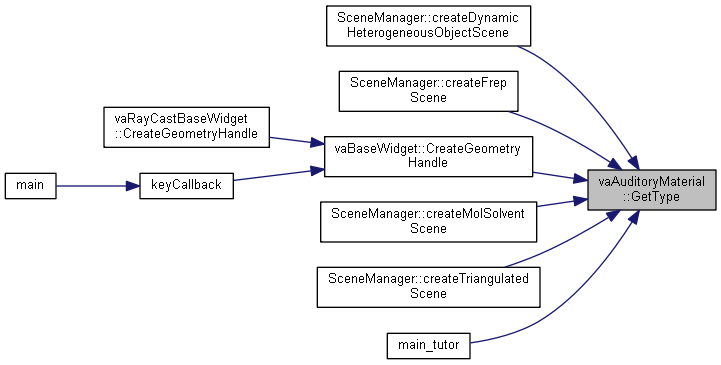 SceneManager::createDynamic
HeterogeneousObjectScene
SceneManager::createFrep
Scene
vaRayCastBaseWidget
::CreateGeometryHandle
vaBaseWidget::CreateGeometry
Handle
main
keyCallback
vaAuditoryMaterial
::GetType
SceneManager::createMolSolvent
Scene
SceneManager::createTriangulated
Scene
main_tutor